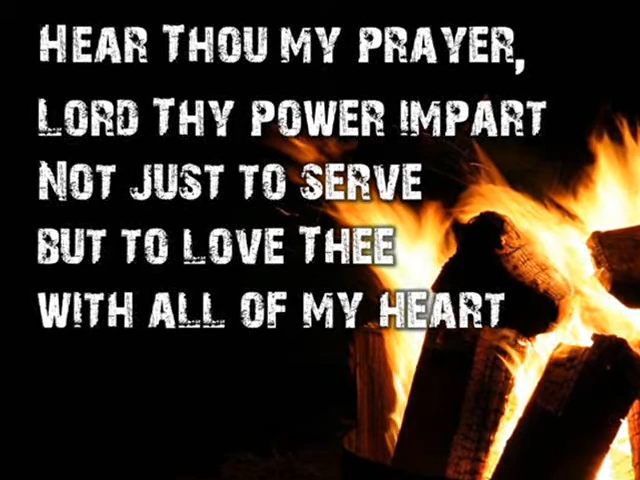 Hear Thou my prayer,
Lord Thy power impart
Not just to serve
but to love Thee
with all of my heart